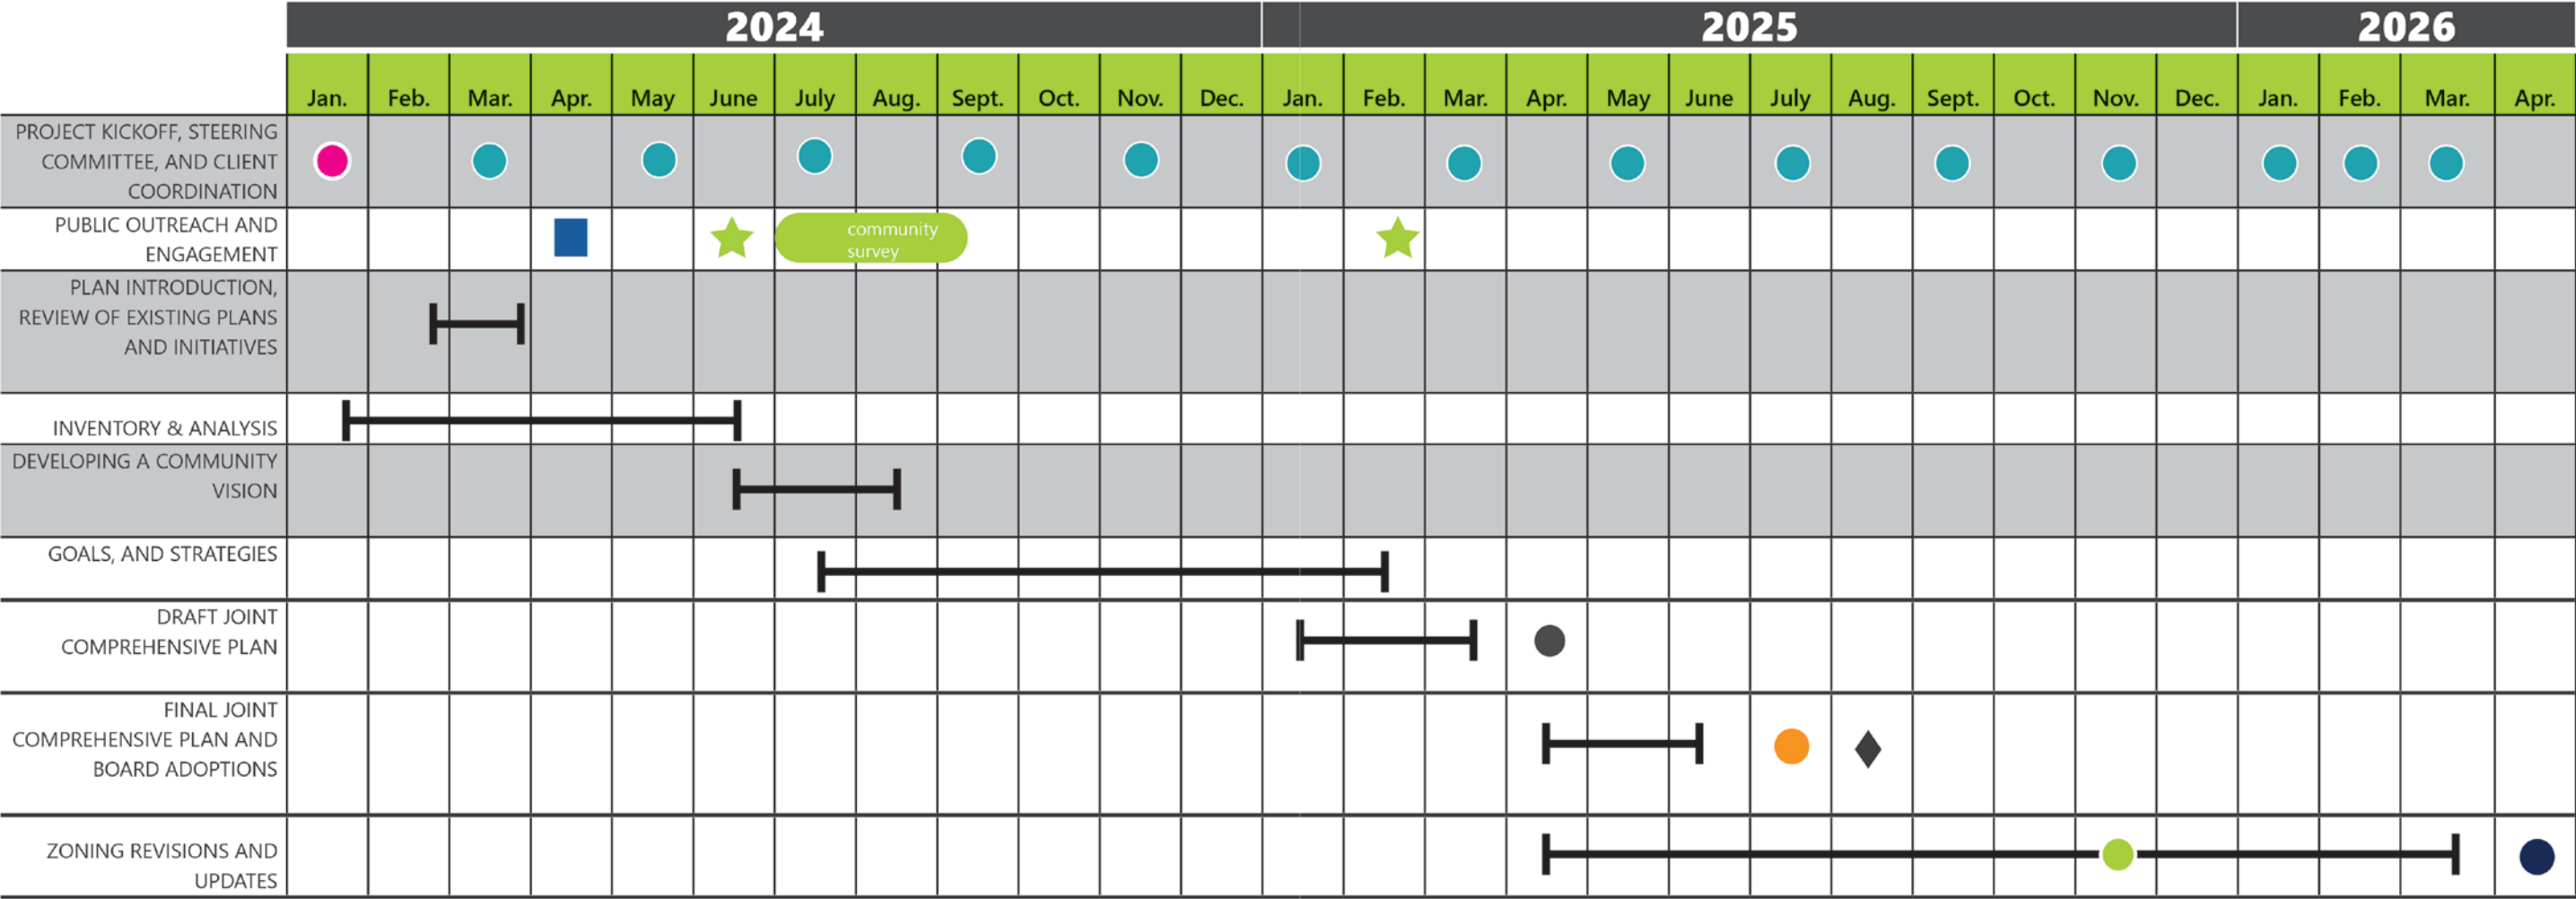 2024 2025 2026
Jan. Feb. Mar. Apr. May June July Aug. Sept. Oct. Nov. Dec. Jan. Feb. Mar. Apr. May June July Aug. Sept. Oct. Nov. Dec. Jan. Feb. Mar. Apr.
PROJECT KICKOFF, STEERING
COMMITTEE, AND CLIENT
COORDINATION
PUBLIC OUTREACH AND
ENGAGEMENT
community
survey
PLAN INTRODUCTION,
REVIEW OF EXISTING PLANS
AND INITIATIVES
INVENTORY & ANALYSIS
DEVELOPING A COMMUNITY
VISION
GOALS, AND STRATEGIES
DRAFT JOINT
COMPREHENSIVE PLAN
FINAL JOINT
COMPREHENSIVE PLAN AND
BOARD ADOPTIONS
ZONING REVISIONS AND
UPDATES